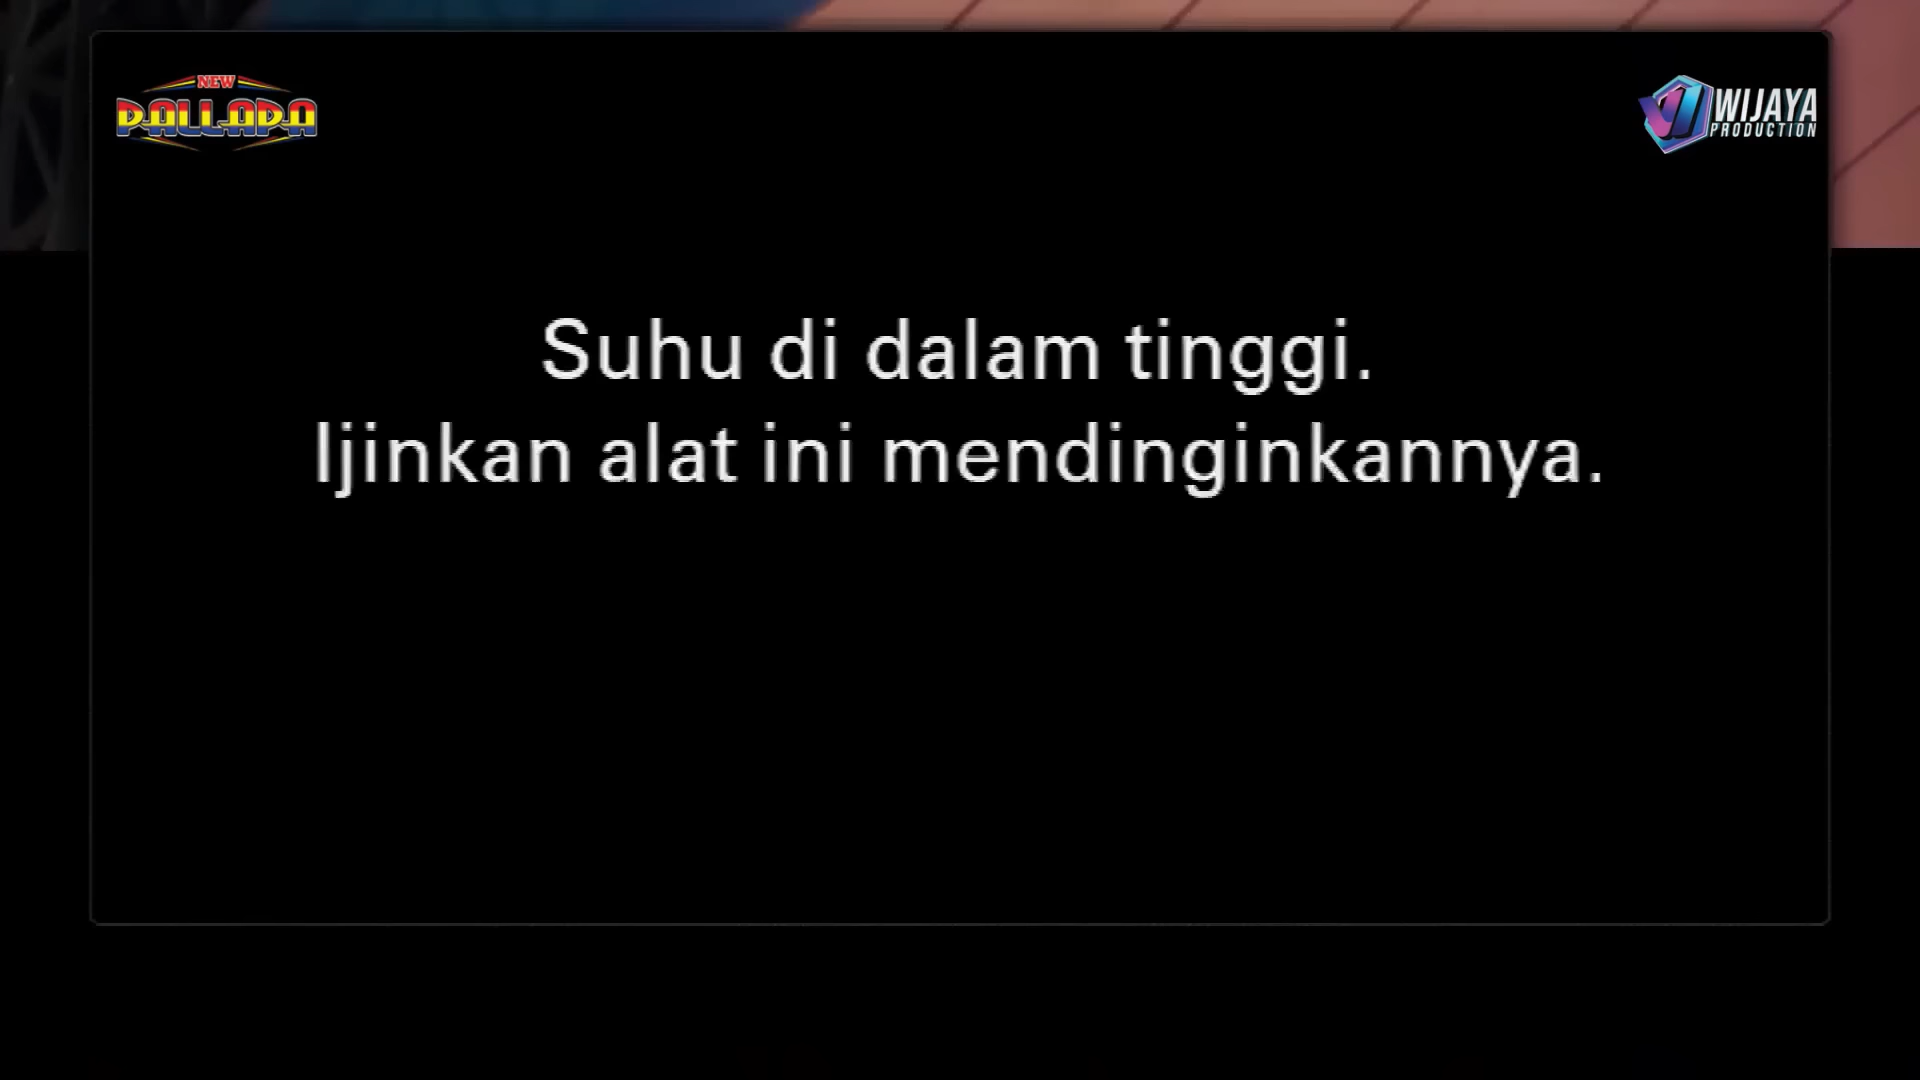 NEW
PALLAPA
WIJAYA
PRODUCTION
Suhu di dalam tinggi.
Ijinkan alat ini mendinginkannya.